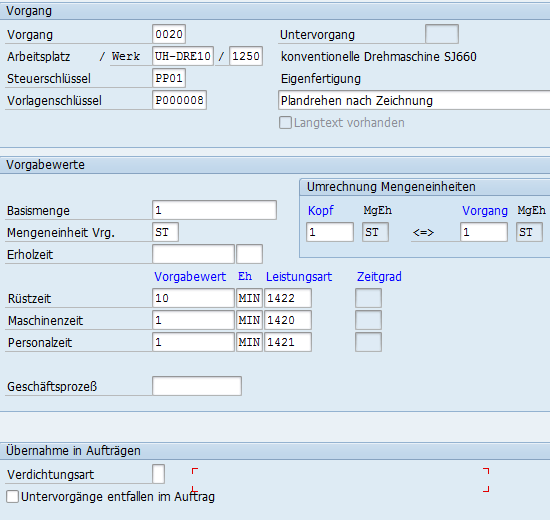 Vorgang
Vorgang 0020 Untervorgang
Arbeitsplatz / Werk UH-DRE10 / 1250 konventionelle Drehmaschine SJ660
Steuerschlüssel PP01 Eigenfertigung
Vorlagenschlüssel P000008 Plandrehen nach Zeichnung
Langtext vorhanden
Vorgabewerte
Umrechnung Mengeneinheiten
Kopf MgEh Vorgang MgEh
Basismenge 1
Mengeneinheit Vrg. ST 1 ST <=> 1 ST
Erholzeit
Vorgabewert Eh Leistungsart Zeitgrad
Rüstzeit 10 MIN 1422
Maschinenzeit 1 MIN 1420
Personalzeit 1 MIN 1421
Geschäftsprozeß
Übernahme in Aufträgen
Verdichtungsart
Untervorgänge entfallen im Auftrag